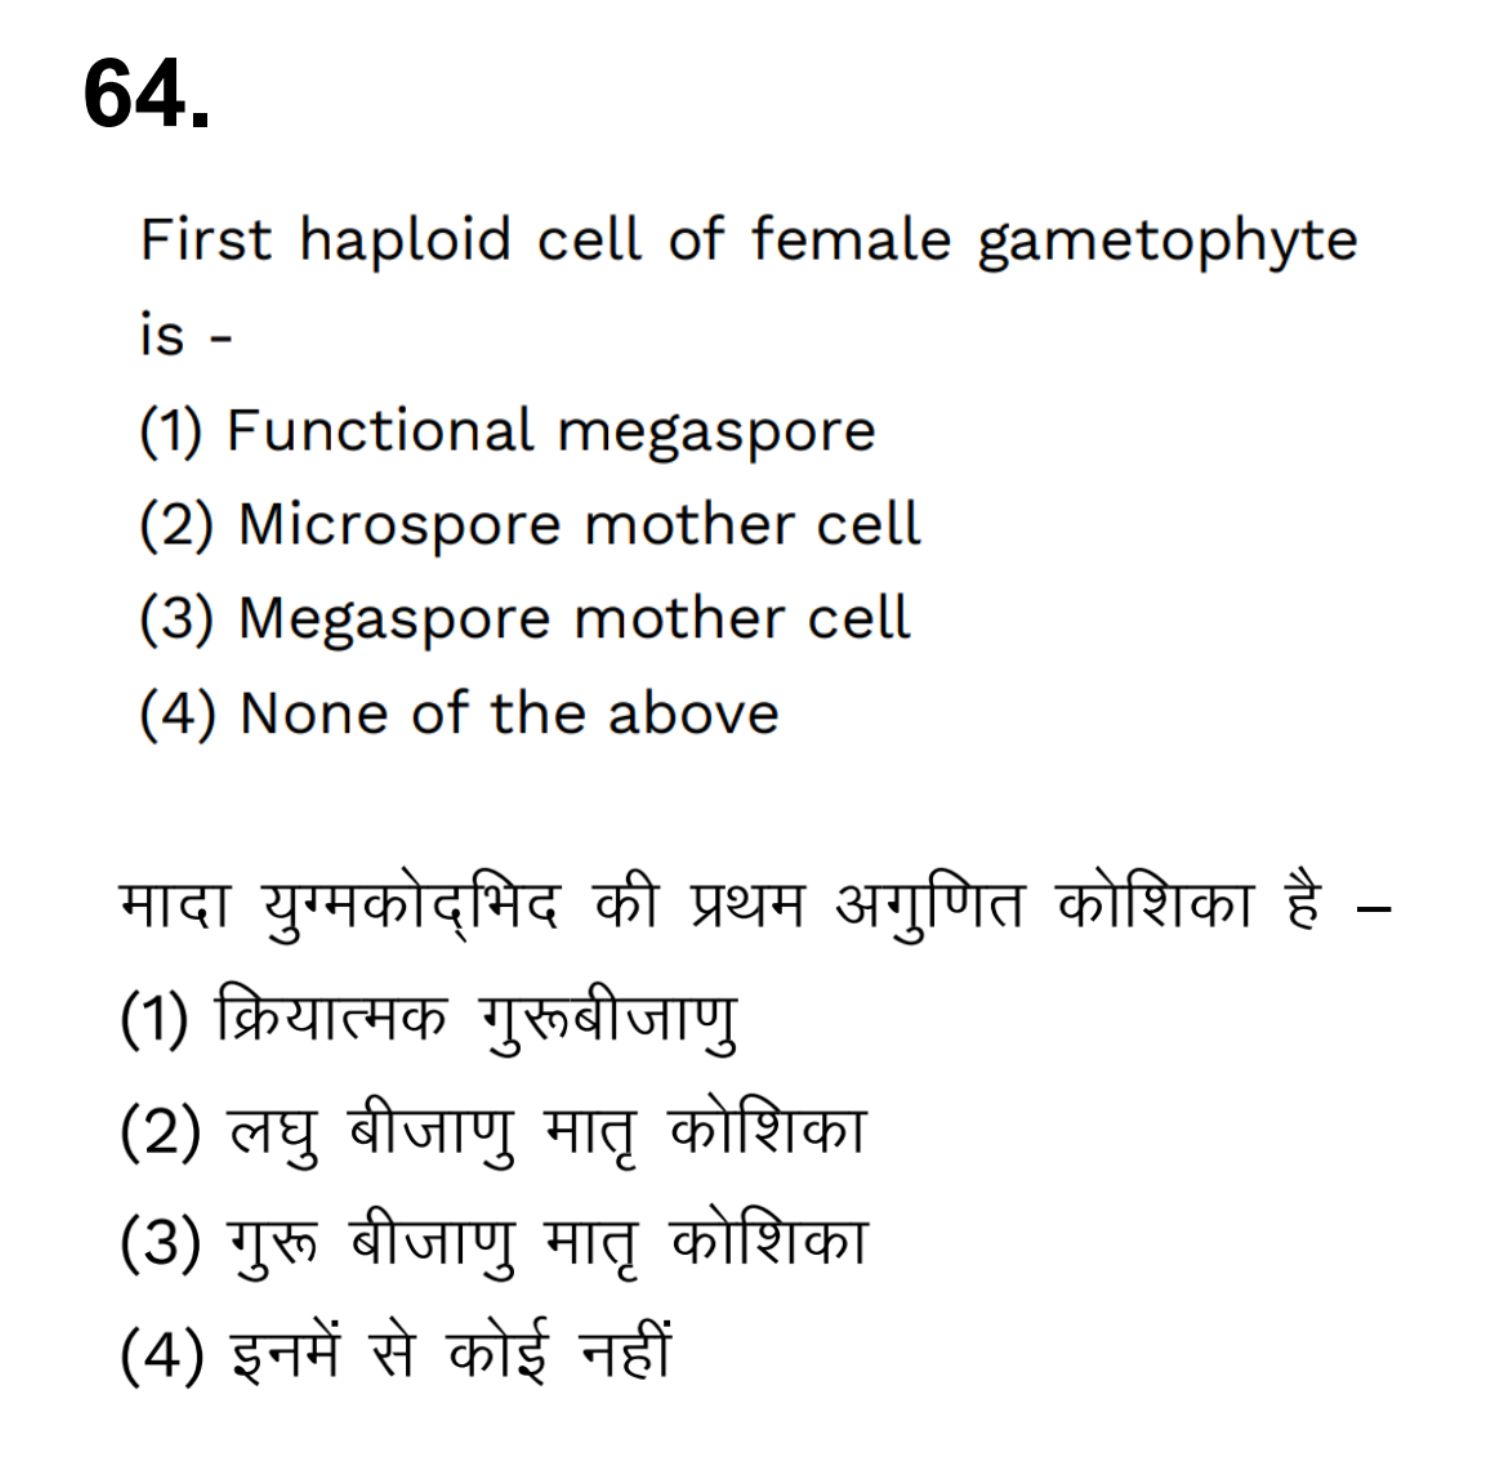 64.
First haploid cell of female gametophyte
is -
(1) Functional megaspore
(2) Microspore mother cell
(3) Megaspore mother cell
(4) None of the above
मादा युग्मकोद्‌भिद की प्रथम अगुणित कोशिका है –
(1) क्रियात्मक गुरूबीजाणु
(2) लघु बीजाणु मातृ कोशिका
(3) गुरू बीजाणु मातृ कोशिका
(4) इनमें से कोई नहीं